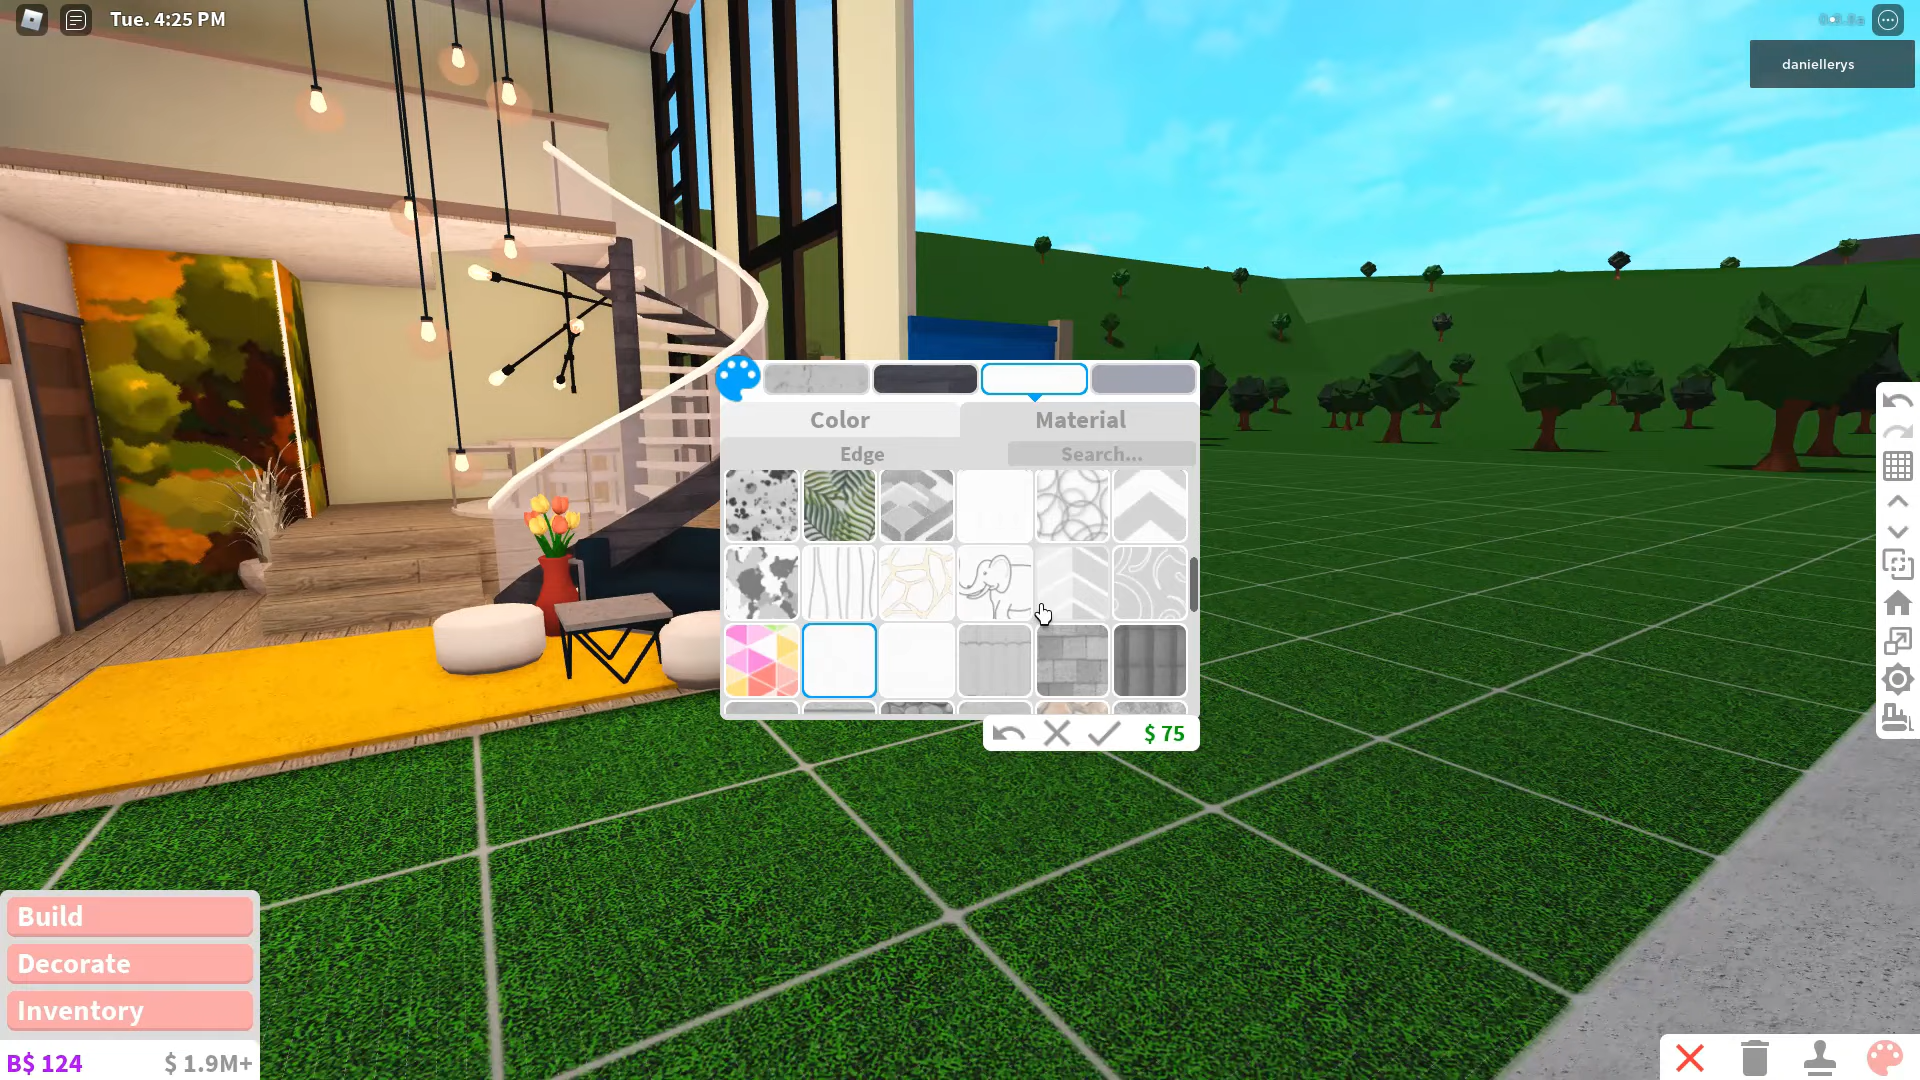 Tue. 4:25 PM
daniellerys
Color
Material
Edge
Search...
$ 75
Build
Decorate
Inventory
B$ 124
$ 1.9M+